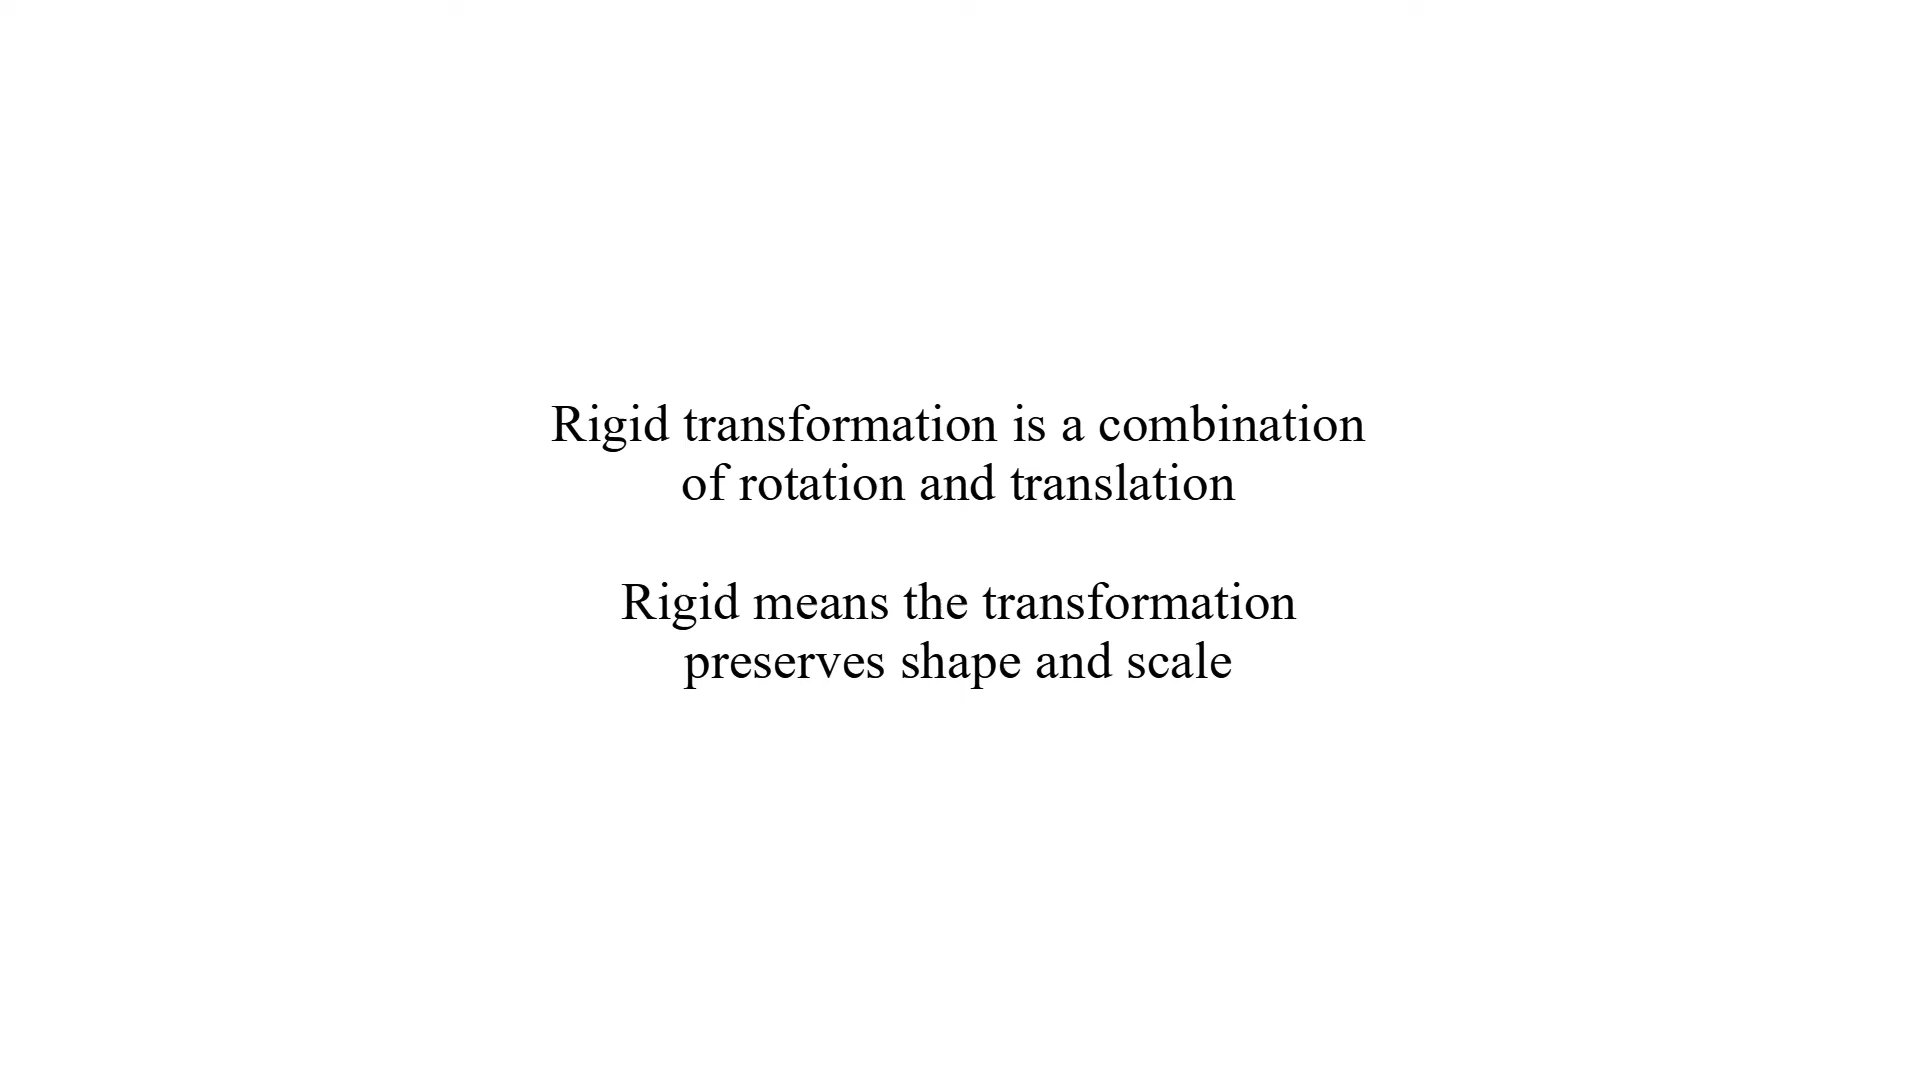 Rigid transformation is a combination
of rotation and translation
Rigid means the transformation
preserves shape and scale